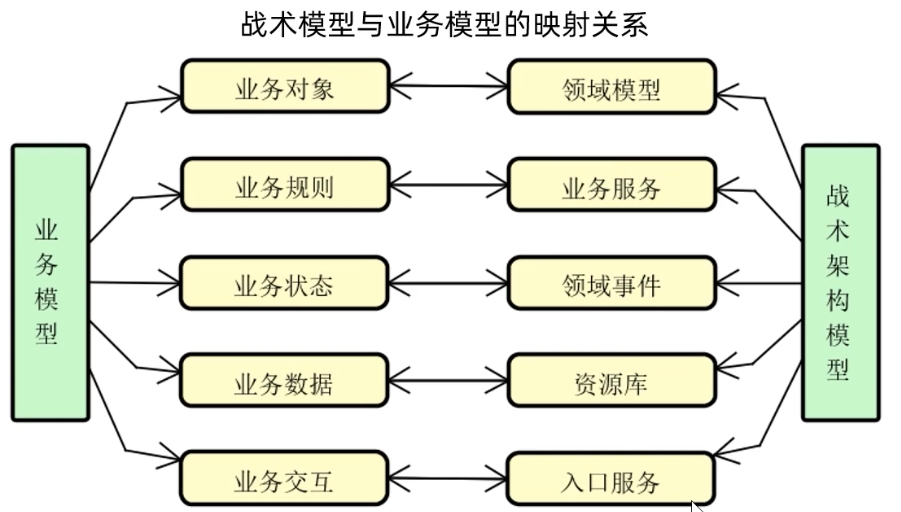 战术模型与业务模型的映射关系
业务模型
业务对象
领域模型
业务规则
业务服务
业务状态
领域事件
业务数据
资源库
业务交互
入口服务
战术架构模型